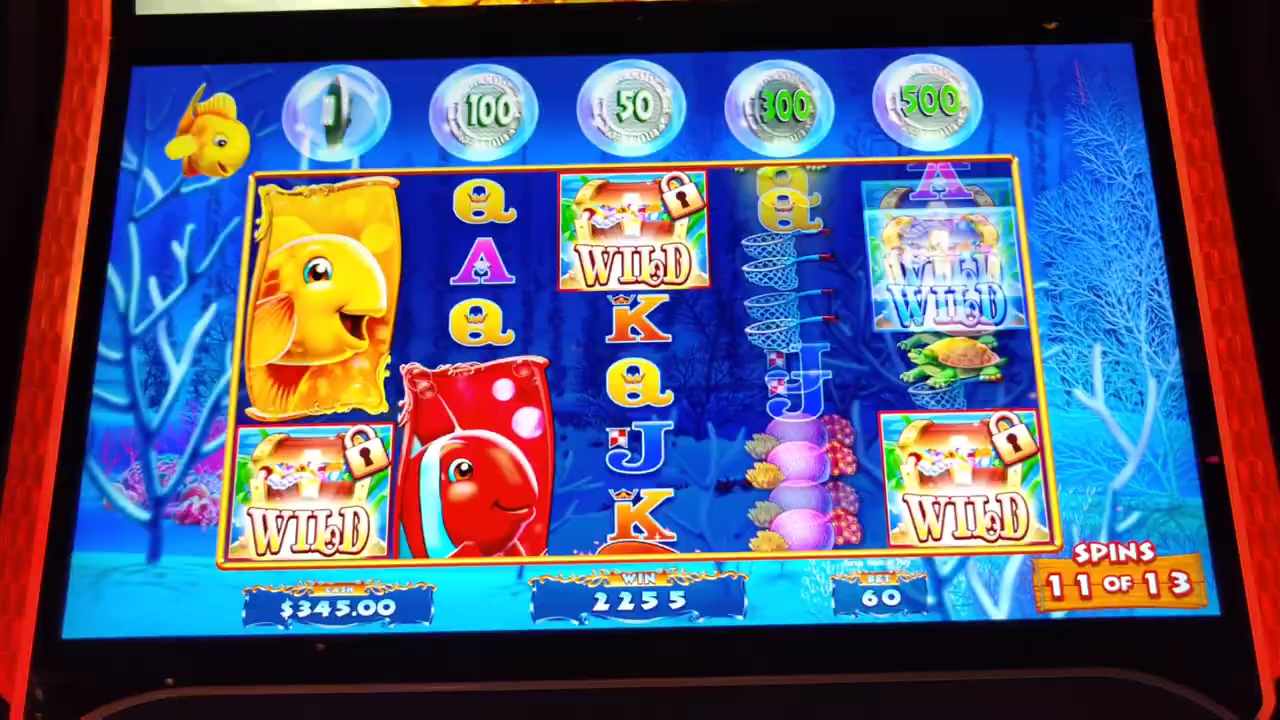 100
50
300
500
Q
Q
A
WILD
Q
A
WILD
K
WILD
Q
Q
J
J
J
WILD
K
WILD
SPINS
11 OF 13
CASH
$345.00
WIN
2255
BET
60